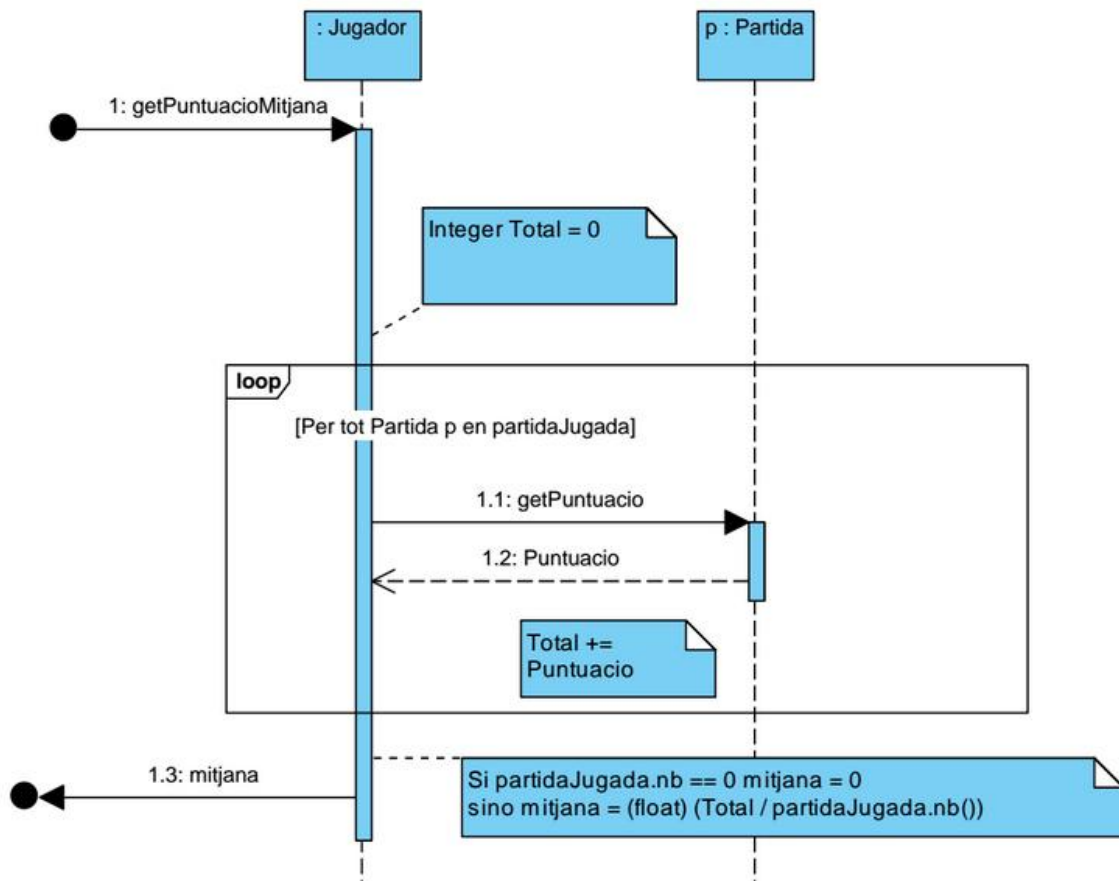 : Jugador
p : Partida
1: getPuntuacioMitjana
Integer Total = 0
loop
[Per tot Partida p en partidaJugada]
1.1: getPuntuacio
1.2: Puntuacio
Total +=
Puntuacio
1.3: mitjana
Si partidaJugada.nb == 0 mitjana = 0
sino mitjana = (float) (Total / partidaJugada.nb())